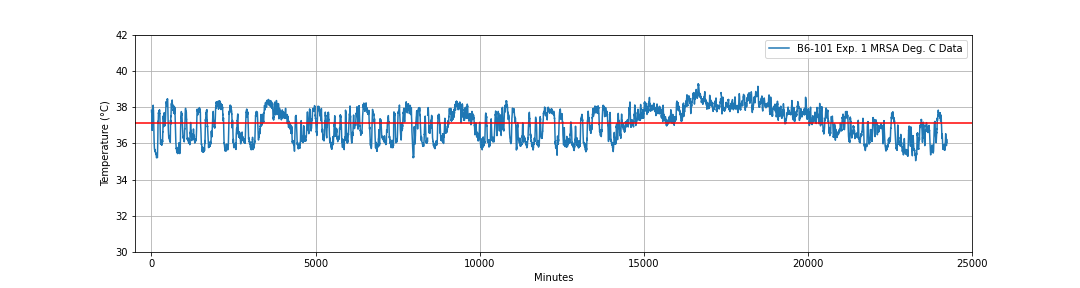 B6-101 Exp. 1 MRSA Deg. C Data
42
40
38
36
34
32
30
Temperature (°C)
0 5000 10000 15000 20000 25000
Minutes